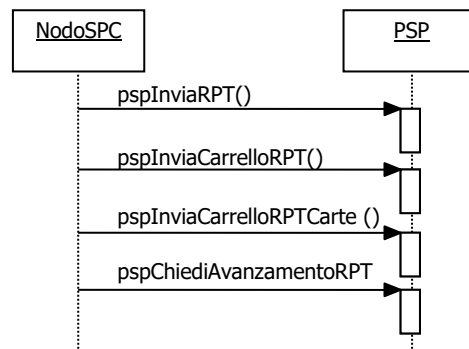 NodoSPC
PSP
pspInviaRPT()
pspInviaCarrelloRPT()
pspInviaCarrelloRPTCarte ()
pspChiediAvanzamentoRPT